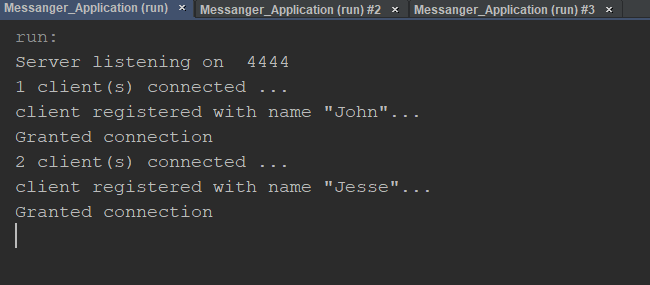 Messanger_Application (run) × Messanger_Application (run) #2 × Messanger_Application (run) #3 ×
run:
Server listening on  4444
1 client(s) connected ...
client registered with name "John"...
Granted connection
2 client(s) connected ...
client registered with name "Jesse"...
Granted connection